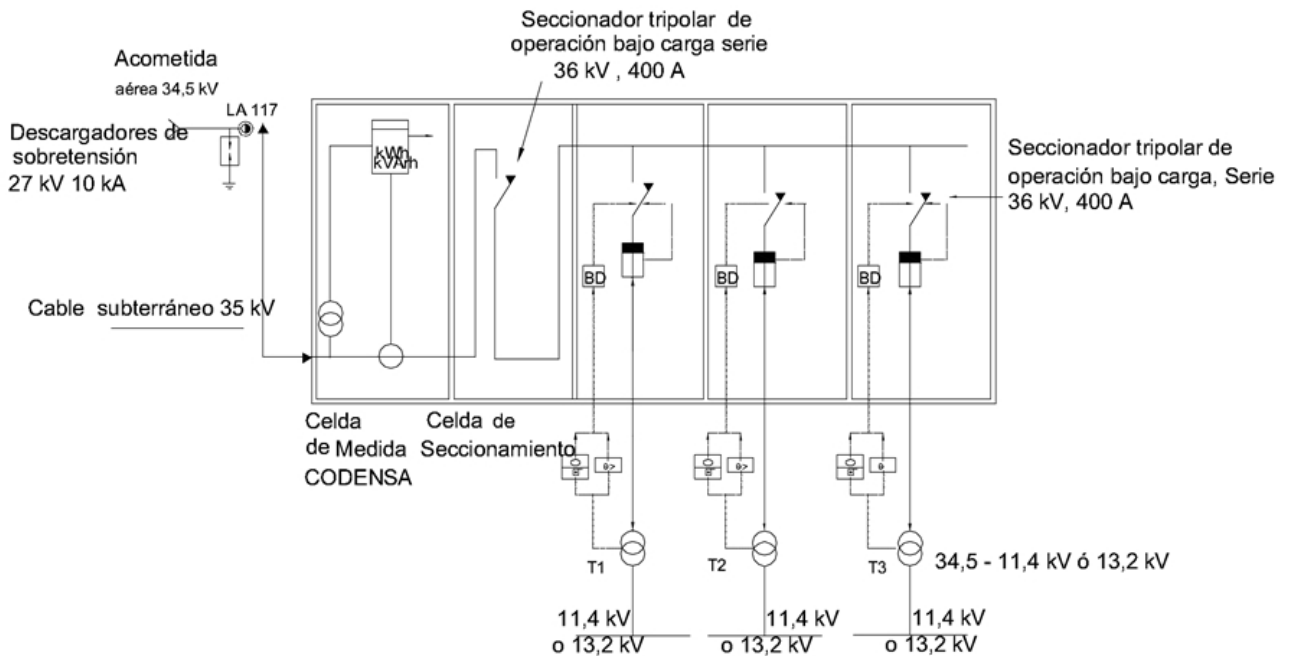 Seccionador tripolar de
operación bajo carga serie
36 kV , 400 A
Acometida
aérea 34,5 kV
LA 117
Descargadores de
sobretensión
27 kV 10 kA
kWh
kVArh
Seccionador tripolar de
operación bajo carga, Serie
36 kV, 400 A
BD
BD
BD
Cable subterráneo 35 kV
Celda
de Medida
CODENSA
Celda de
Seccionamiento
T1
T2
T3
34,5 - 11,4 kV ó 13,2 kV
11,4 kV
o 13,2 kV
11,4 kV
o 13,2 kV
11,4 kV
o 13,2 kV